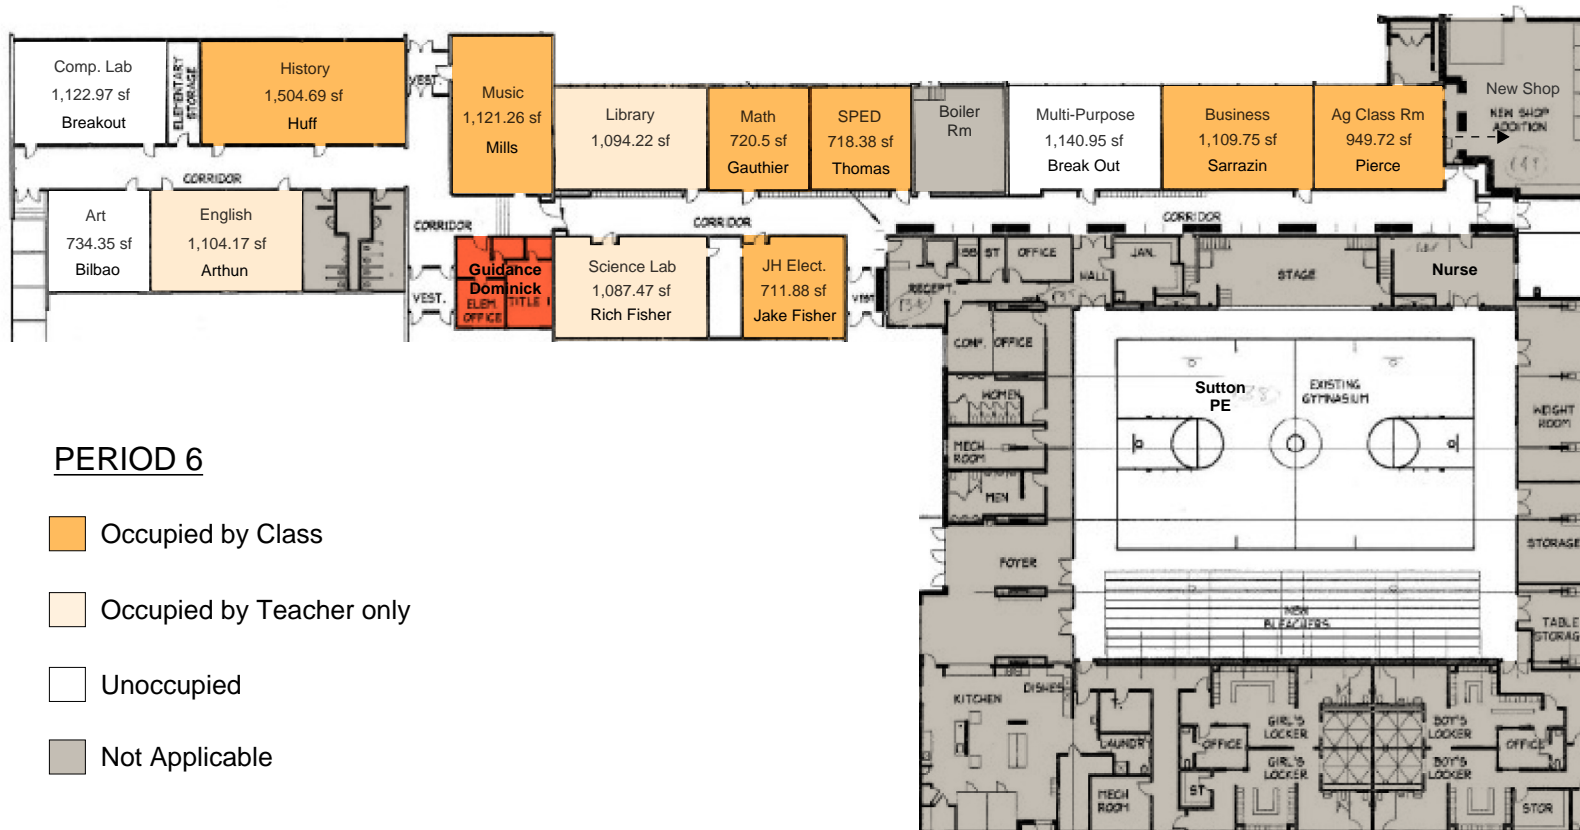 Comp. Lab
1,122.97 sf
Breakout
ELEMENTARY
STORAGE
History
1,504.69 sf
Huff
VEST.
Music
1,121.26 sf
Mills
Library
1,094.22 sf
Math
720.5 sf
Gauthier
SPED
718.38 sf
Thomas
Boiler
Rm
Multi-Purpose
1,140.95 sf
Break Out
Business
1,109.75 sf
Sarrazin
Ag Class Rm
949.72 sf
Pierce
New Shop
NEW SHOP
ADDITION
CORRIDOR
Art
734.35 sf
Bilbao
English
1,104.17 sf
Arthun
CORRIDOR
CORRIDOR
CORRIDOR
VEST.
Guidance
Dominick
ELEM.
OFFICE
TITLE I
Science Lab
1,087.47 sf
Rich Fisher
JH Elect.
711.88 sf
Jake Fisher
VEST
RECEPT.
ST
OFFICE
HALL
JAN.
STAGE
Nurse
CONF.
OFFICE
WOMEN
MECH
ROOM
MEN
FOYER
Sutton
PE
EXISTING
GYMNASIUM
WEIGHT
ROOM
STORAGE
TABLE
STORAG
NEW
BLEACHERS
KITCHEN
DISHES
T.
LAUNDRY
MECH
ROOM
ST
OFFICE
GIRL'S
LOCKER
GIRL'S
LOCKER
BOY'S
LOCKER
BOY'S
LOCKER
OFFICE
STOR
PERIOD 6
Occupied by Class
Occupied by Teacher only
Unoccupied
Not Applicable